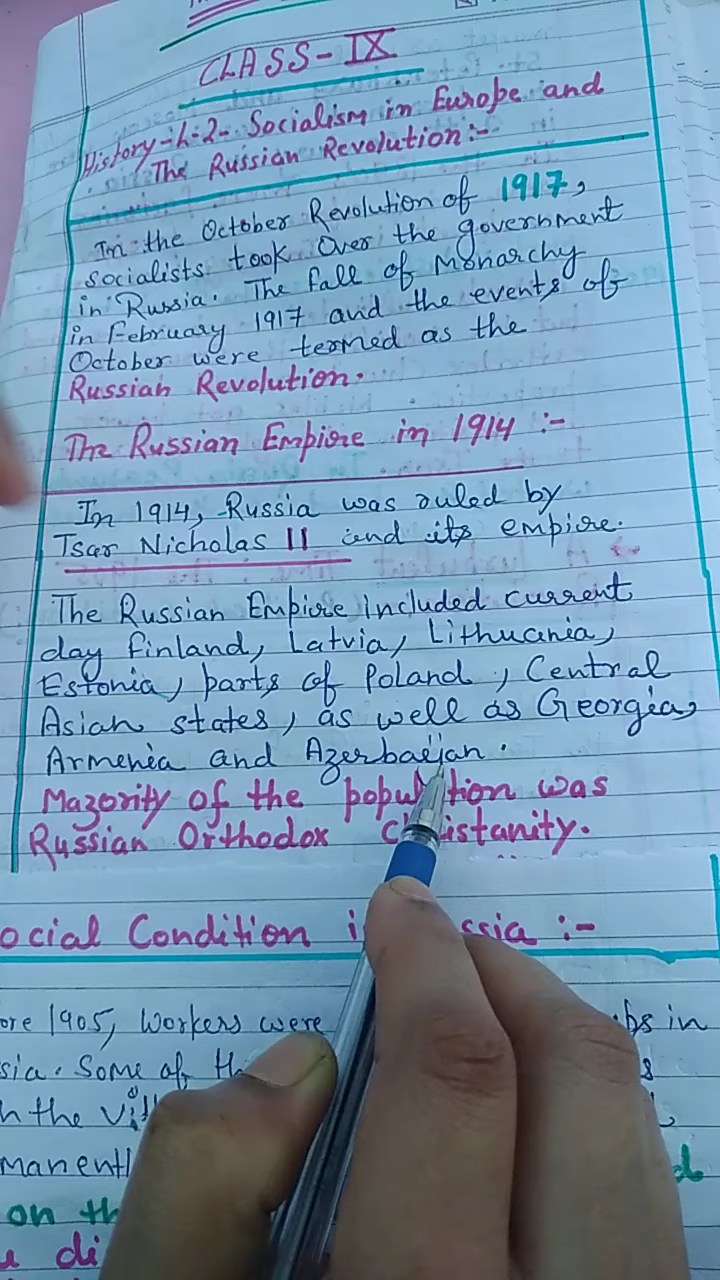 CLASS-IX
History-L-2- Socialism in Europe and
The Russian Revolution:-
In the October Revolution of 1917,
socialists took over the government
in Russia. The fall of Monarchy
in February 1917 and the events of
October were termed as the
Russian Revolution.
The Russian Empire in 1914 :-
In 1914, Russia was ruled by
Tsar Nicholas II and its empire.
The Russian Empire included current
day finland, Latvia, Lithuania,
Estonia, parts of Poland, Central
Asian states, as well as Georgia,
Armenia and Azerbaijan.
Mazority of the population was
Russian Orthodox
ocial Condition
ore 1905, Workers were
sia. Some of
n the
manentl
on
di